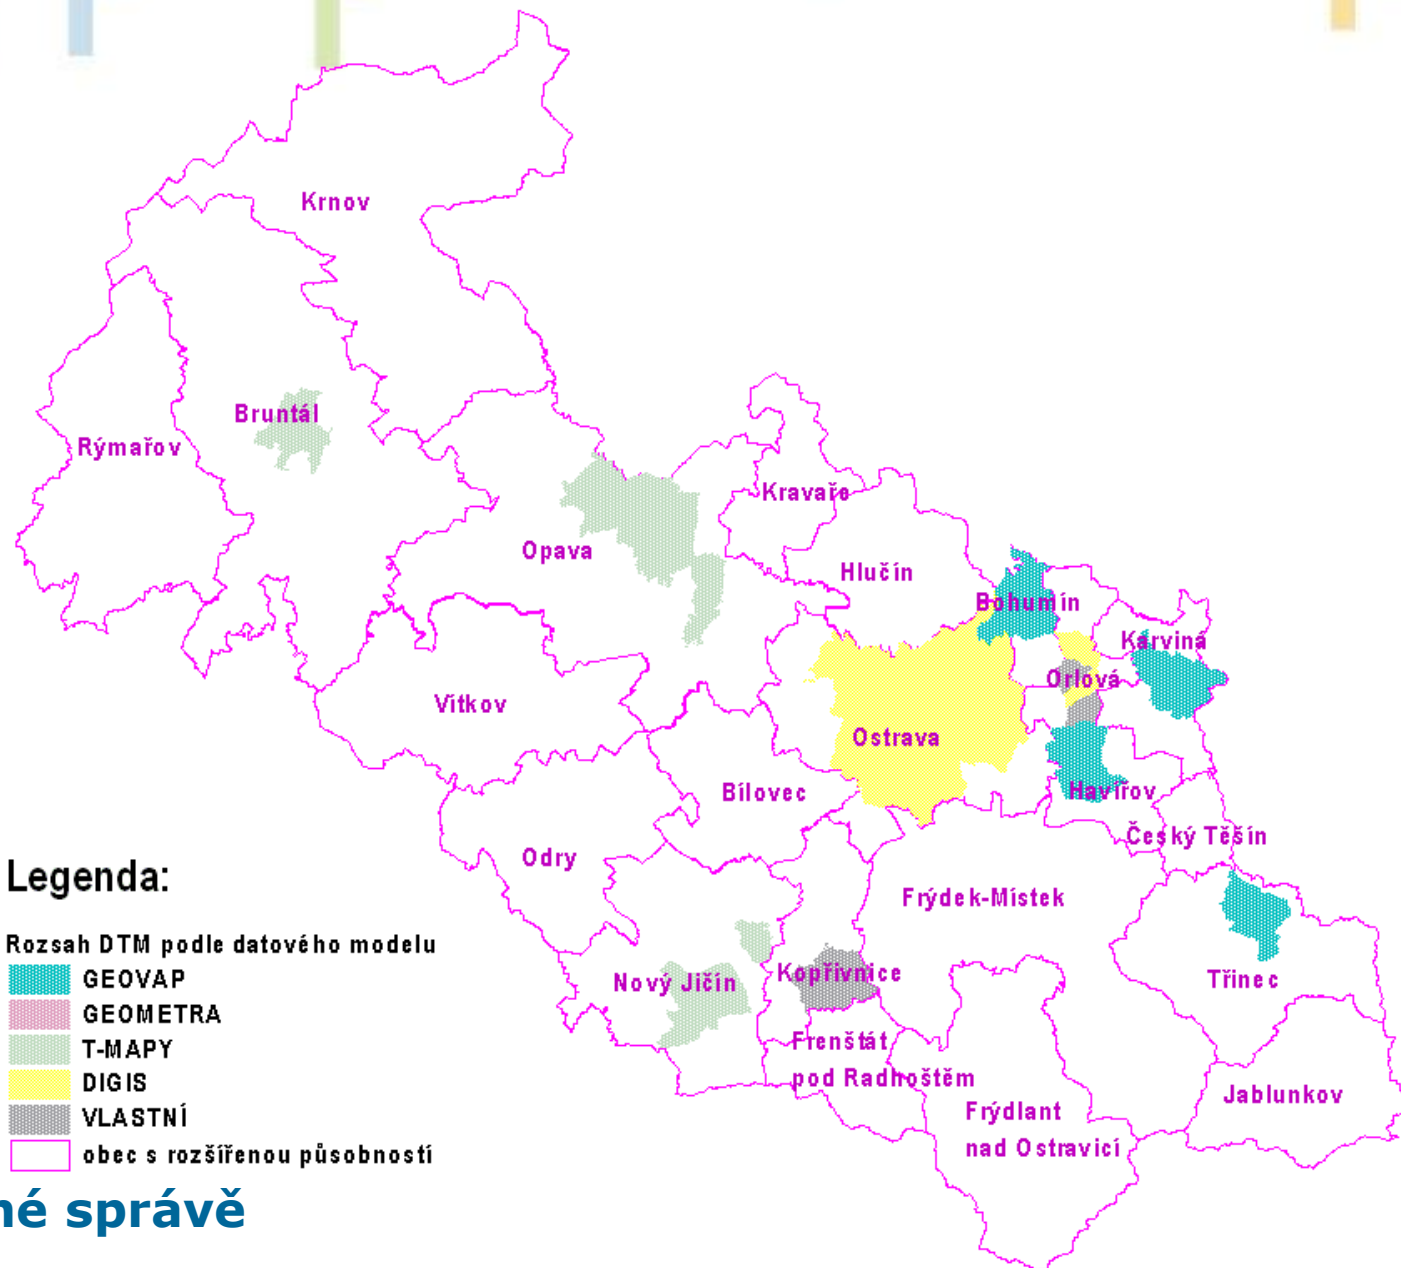 Krnov
Bruntál
Rýmařov
Kravaře
Opava
Hlučín
Bohumín
Karviná
Orlová
Vítkov
Ostrava
Bílovec
Havířov
Český Těšín
Odry
Frýdek-Místek
Nový Jičín
Kopřivnice
Třinec
Frenštát
pod Radhoštěm
Jablunkov
Frýdlant
nad Ostravicí
Legenda:
Rozsah DTM podle datového modelu
GEOVAP
GEOMETRA
T-MAPY
DIGIS
VLASTNÍ
obec s rozšířenou působností
né správě